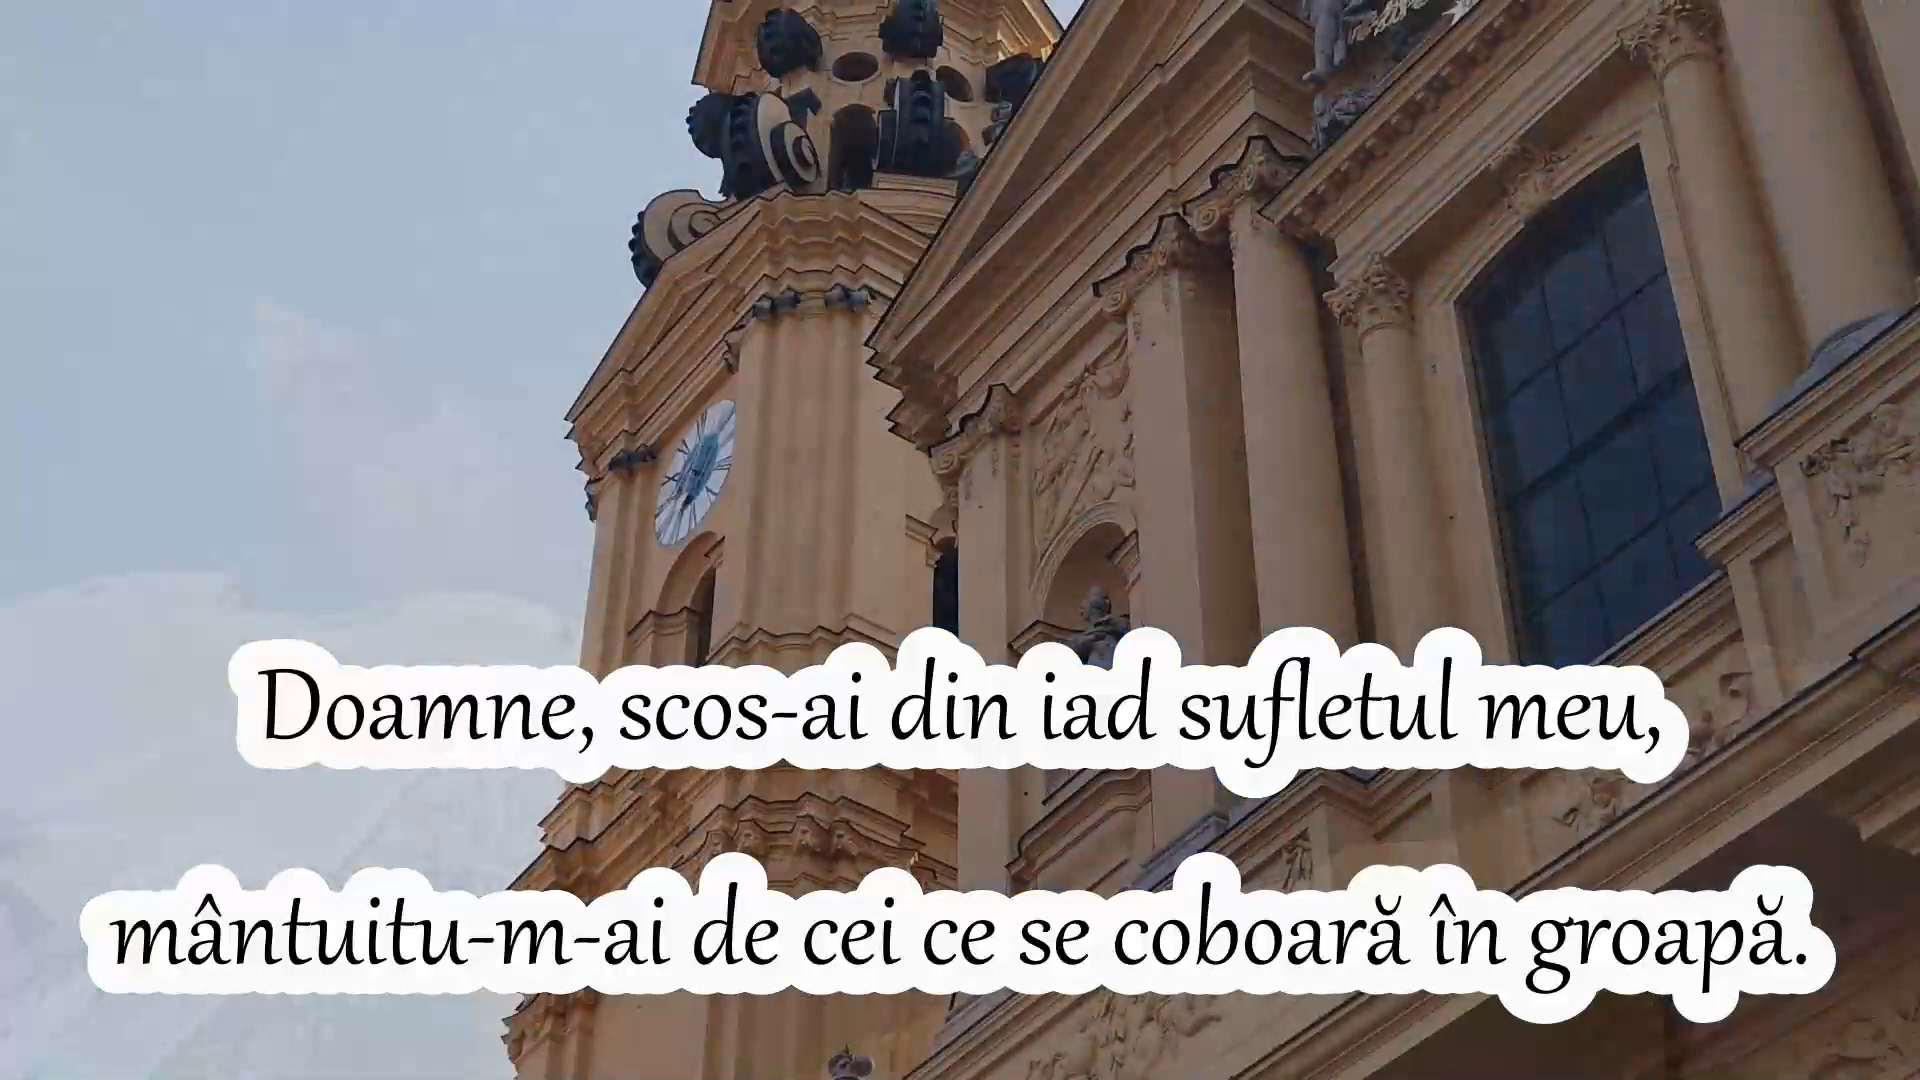 Doamne, scos-ai din iad sufletul meu,
mântuitu-m-ai de cei ce se coboară în groapă.